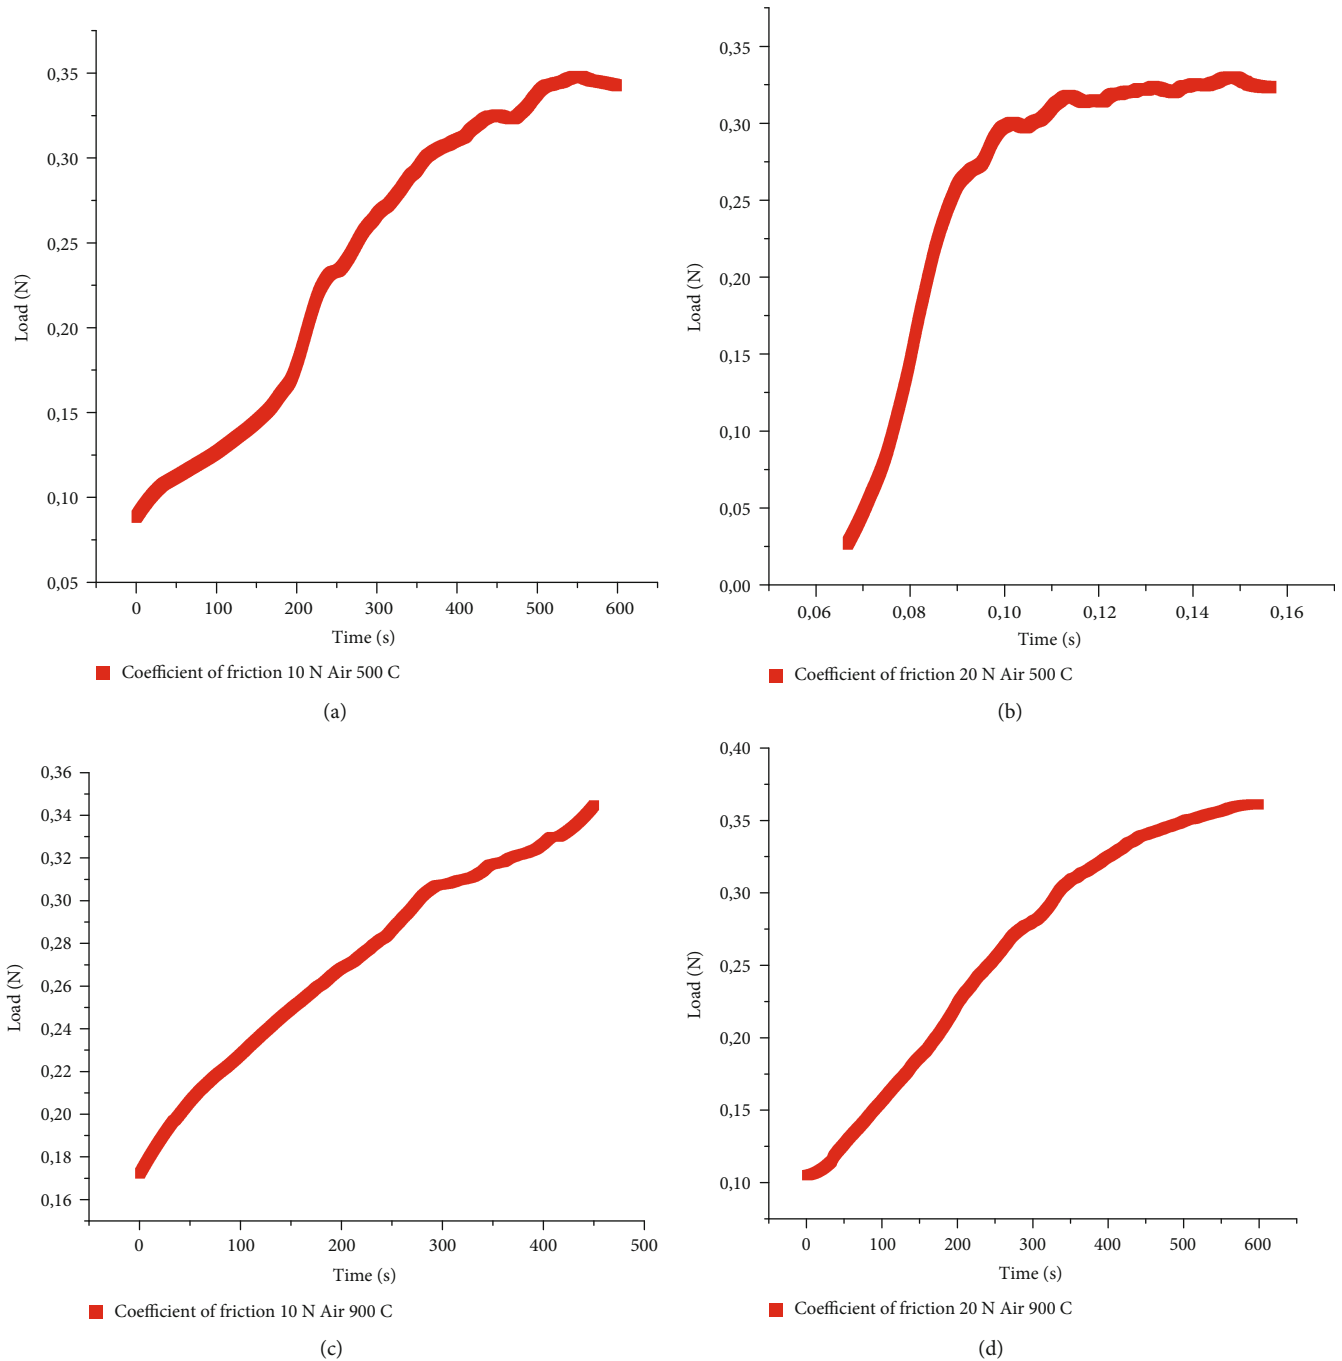 0,35
0,30
0,25
0,20
0,15
0,10
0,05
Load (N)
0 100 200 300 400 500 600
Time (s)
Coefficient of friction 10 N Air 500 C
(a)
0,35
0,30
0,25
0,20
0,15
0,10
0,05
0,00
Load (N)
0,06 0,08 0,10 0,12 0,14 0,16
Time (s)
Coefficient of friction 20 N Air 500 C
(b)
0,36
0,34
0,32
0,30
0,28
0,26
0,24
0,22
0,20
0,18
0,16
Load (N)
0 100 200 300 400 500
Time (s)
Coefficient of friction 10 N Air 900 C
(c)
0,40
0,35
0,30
0,25
0,20
0,15
0,10
Load (N)
0 100 200 300 400 500 600
Time (s)
Coefficient of friction 20 N Air 900 C
(d)